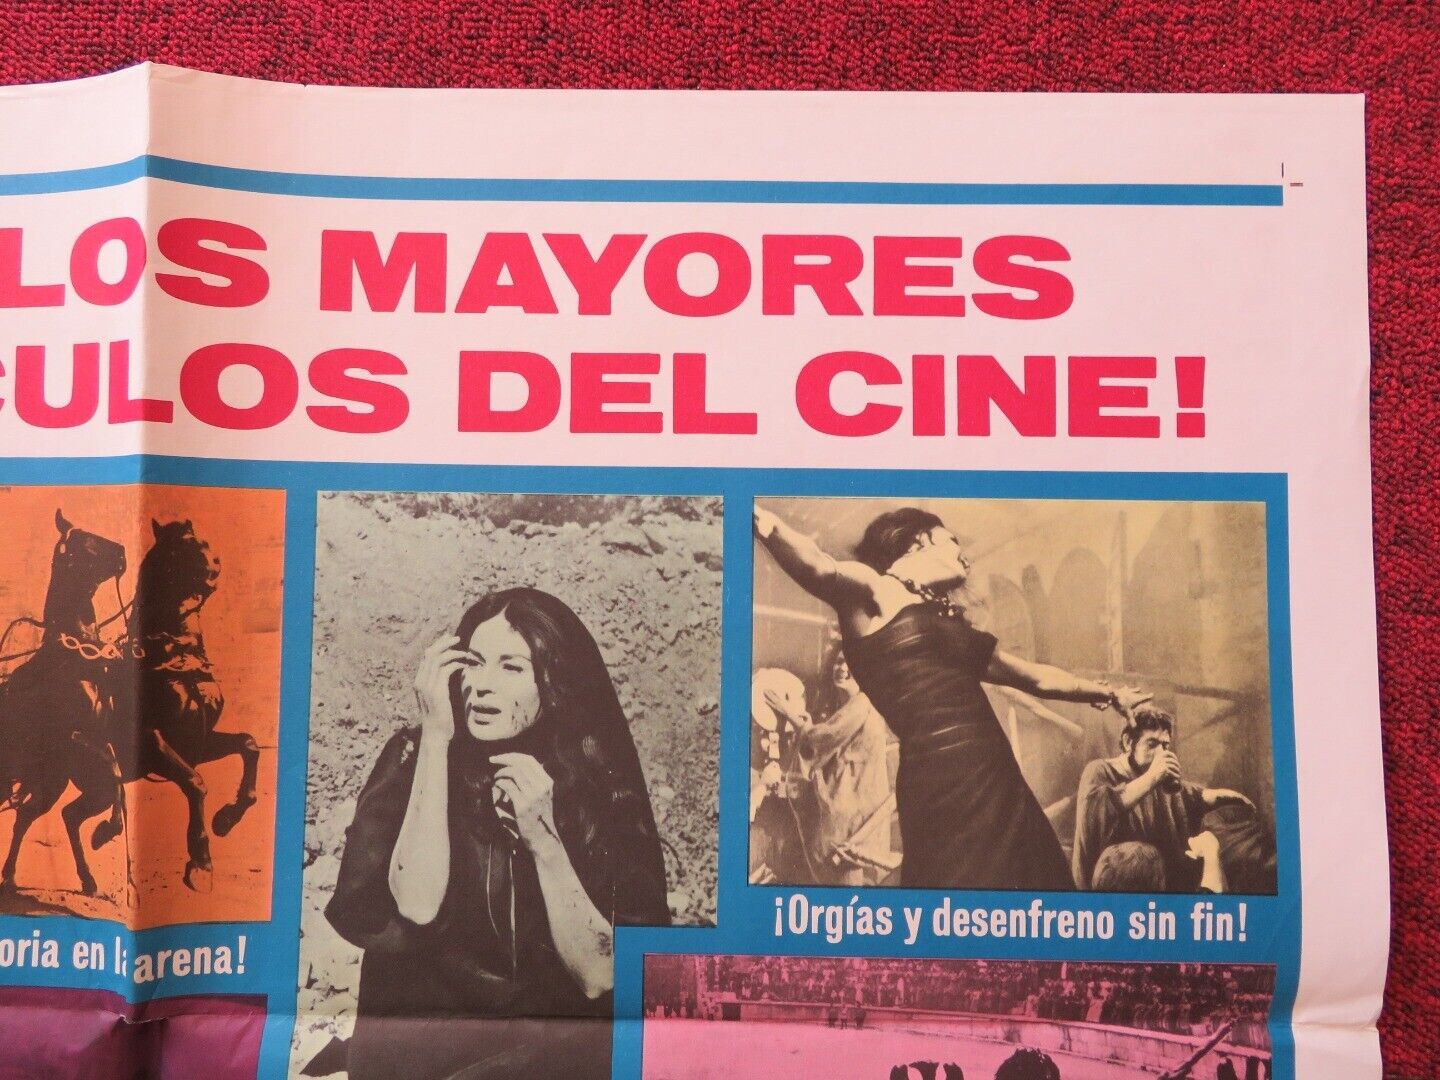 LOS MAYORES
CULOS DEL CINE!
oria en la arena!
¡Orgías y desenfreno sin fin!